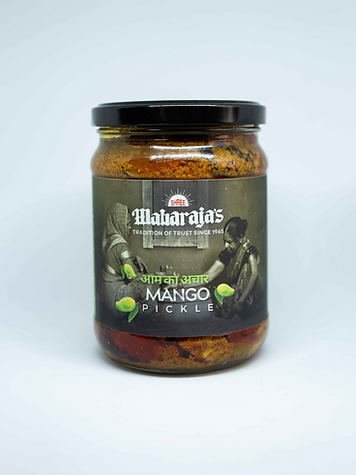 SHREE
Maharaja's
TRADITION OF TRUST SINCE 1965
आम का अचार
MANGO
PICKLE